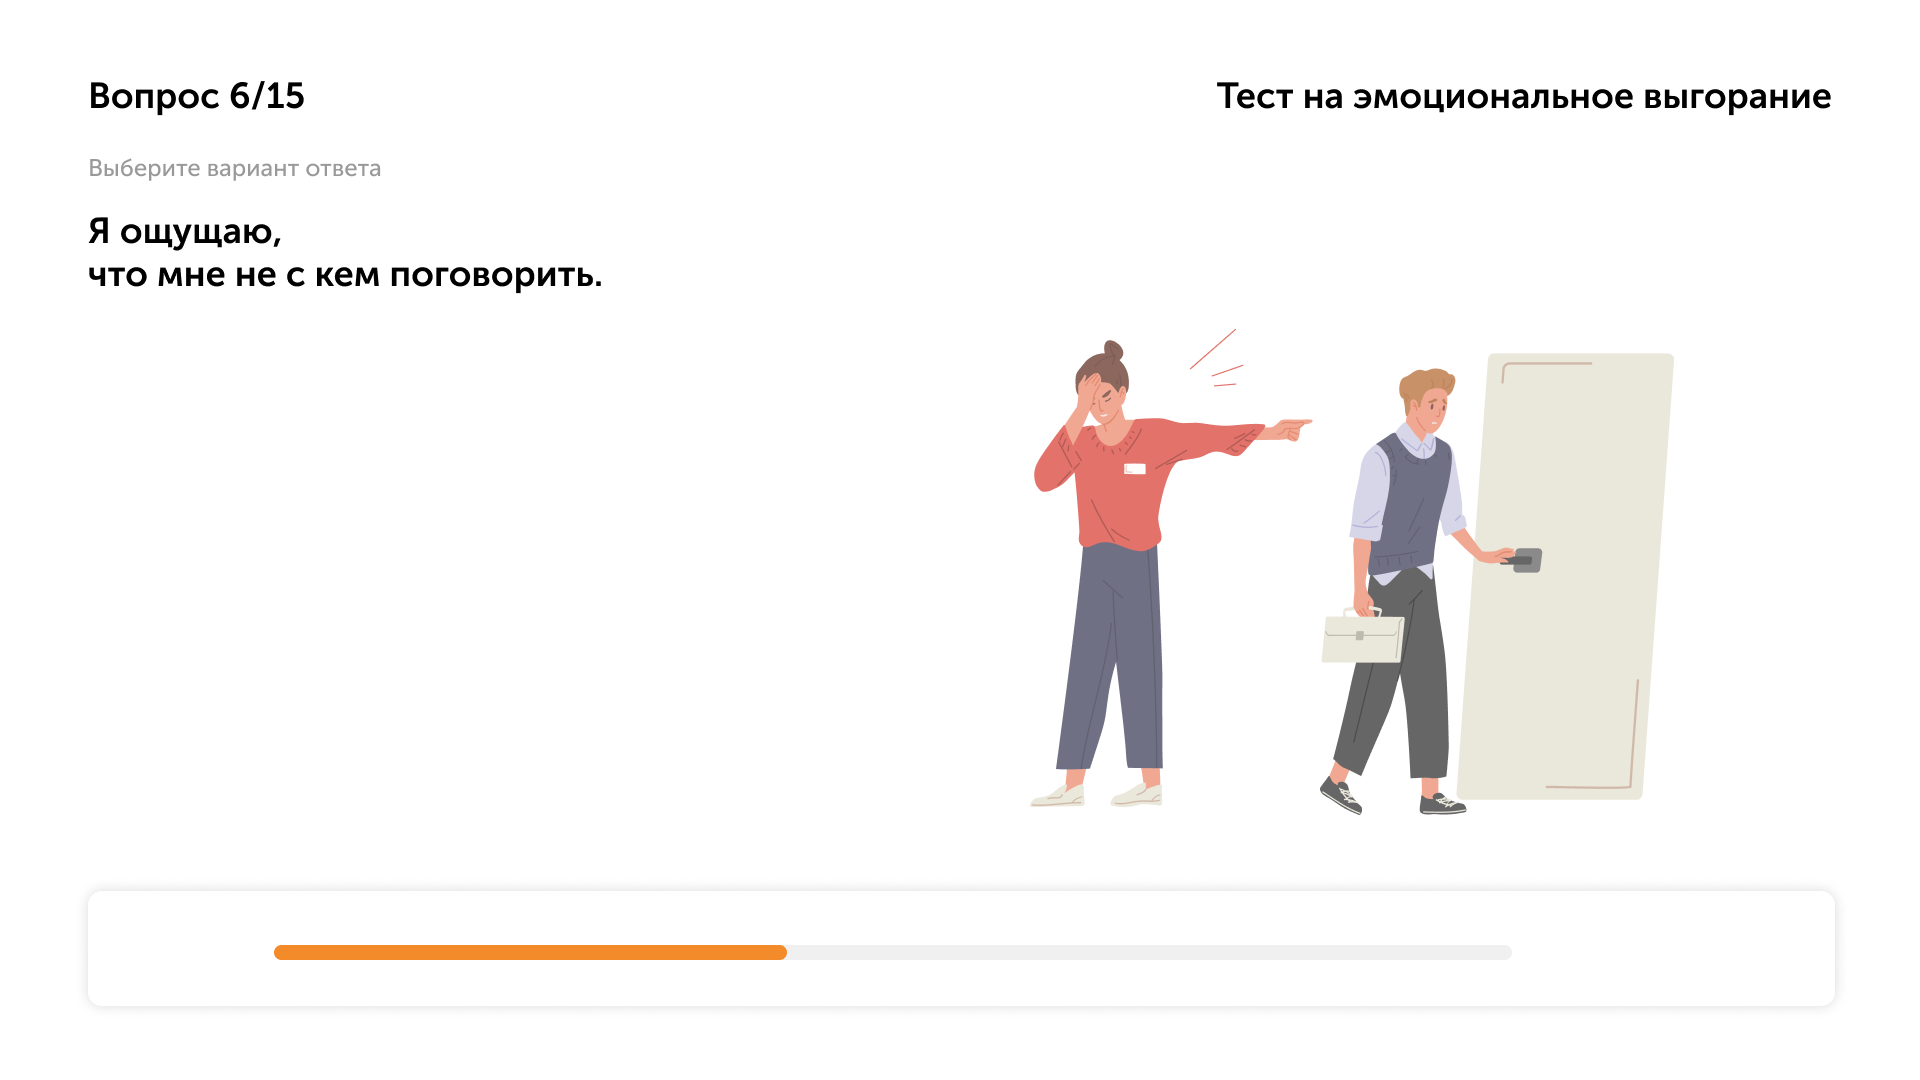 Вопрос 6/15
Тест на эмоциональное выгорание
Выберите вариант ответа
Я ощущаю,
что мне не с кем поговорить.